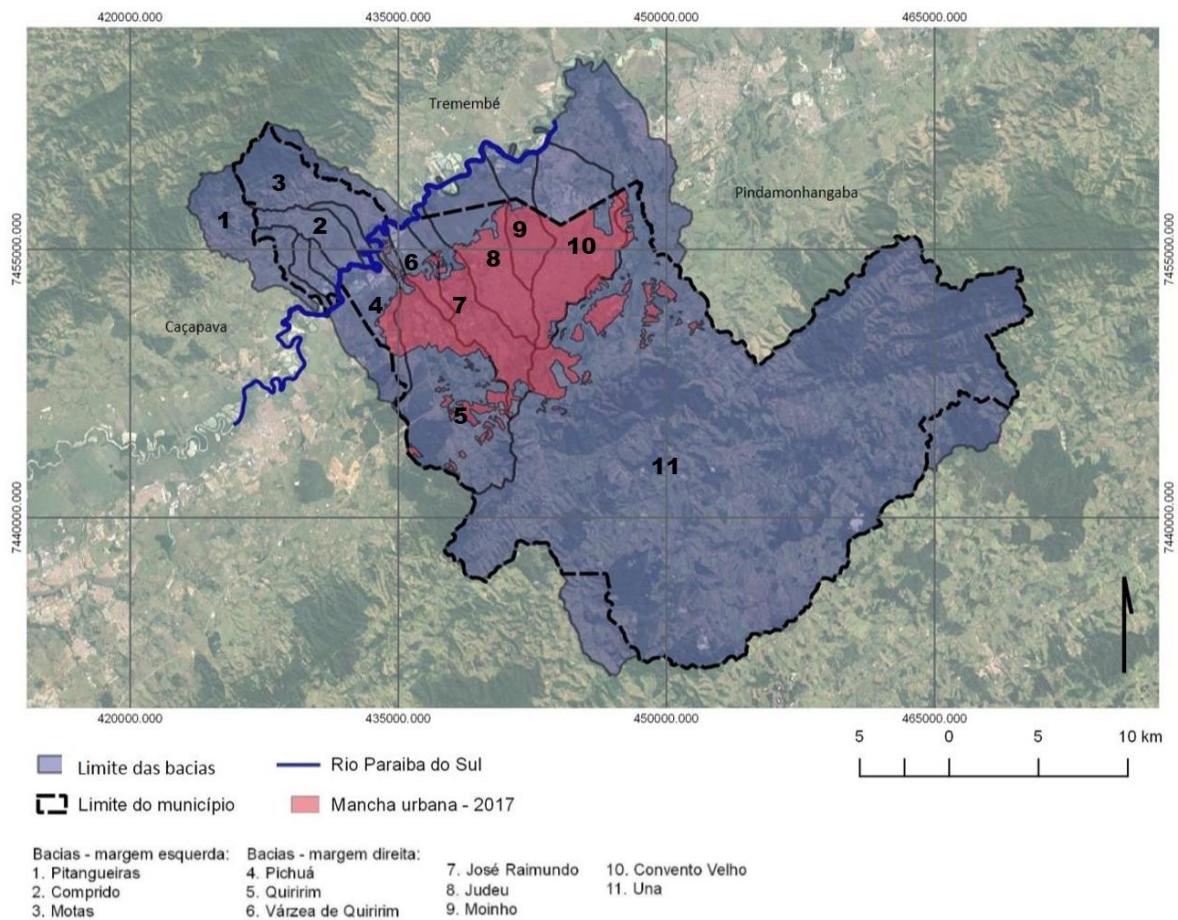 420000.000 435000.000 450000.000 465000.000
Tremembé
Pindamonhangaba
Caçapava
3
1
2
9
10
6
8
4
7
5
11
7455000.000
7440000.000
7455000.000
7440000.000
420000.000 435000.000 450000.000 465000.000
5 0 5 10 km
Limite das bacias
Rio Paraiba do Sul
Limite do município
Mancha urbana - 2017
Bacias - margem esquerda:
1. Pitangueiras
2. Comprido
3. Motas
Bacias - margem direita:
4. Pichuá
5. Quiririm
6. Várzea de Quiririm
7. José Raimundo
8. Judeu
9. Moinho
10. Convento Velho
11. Una